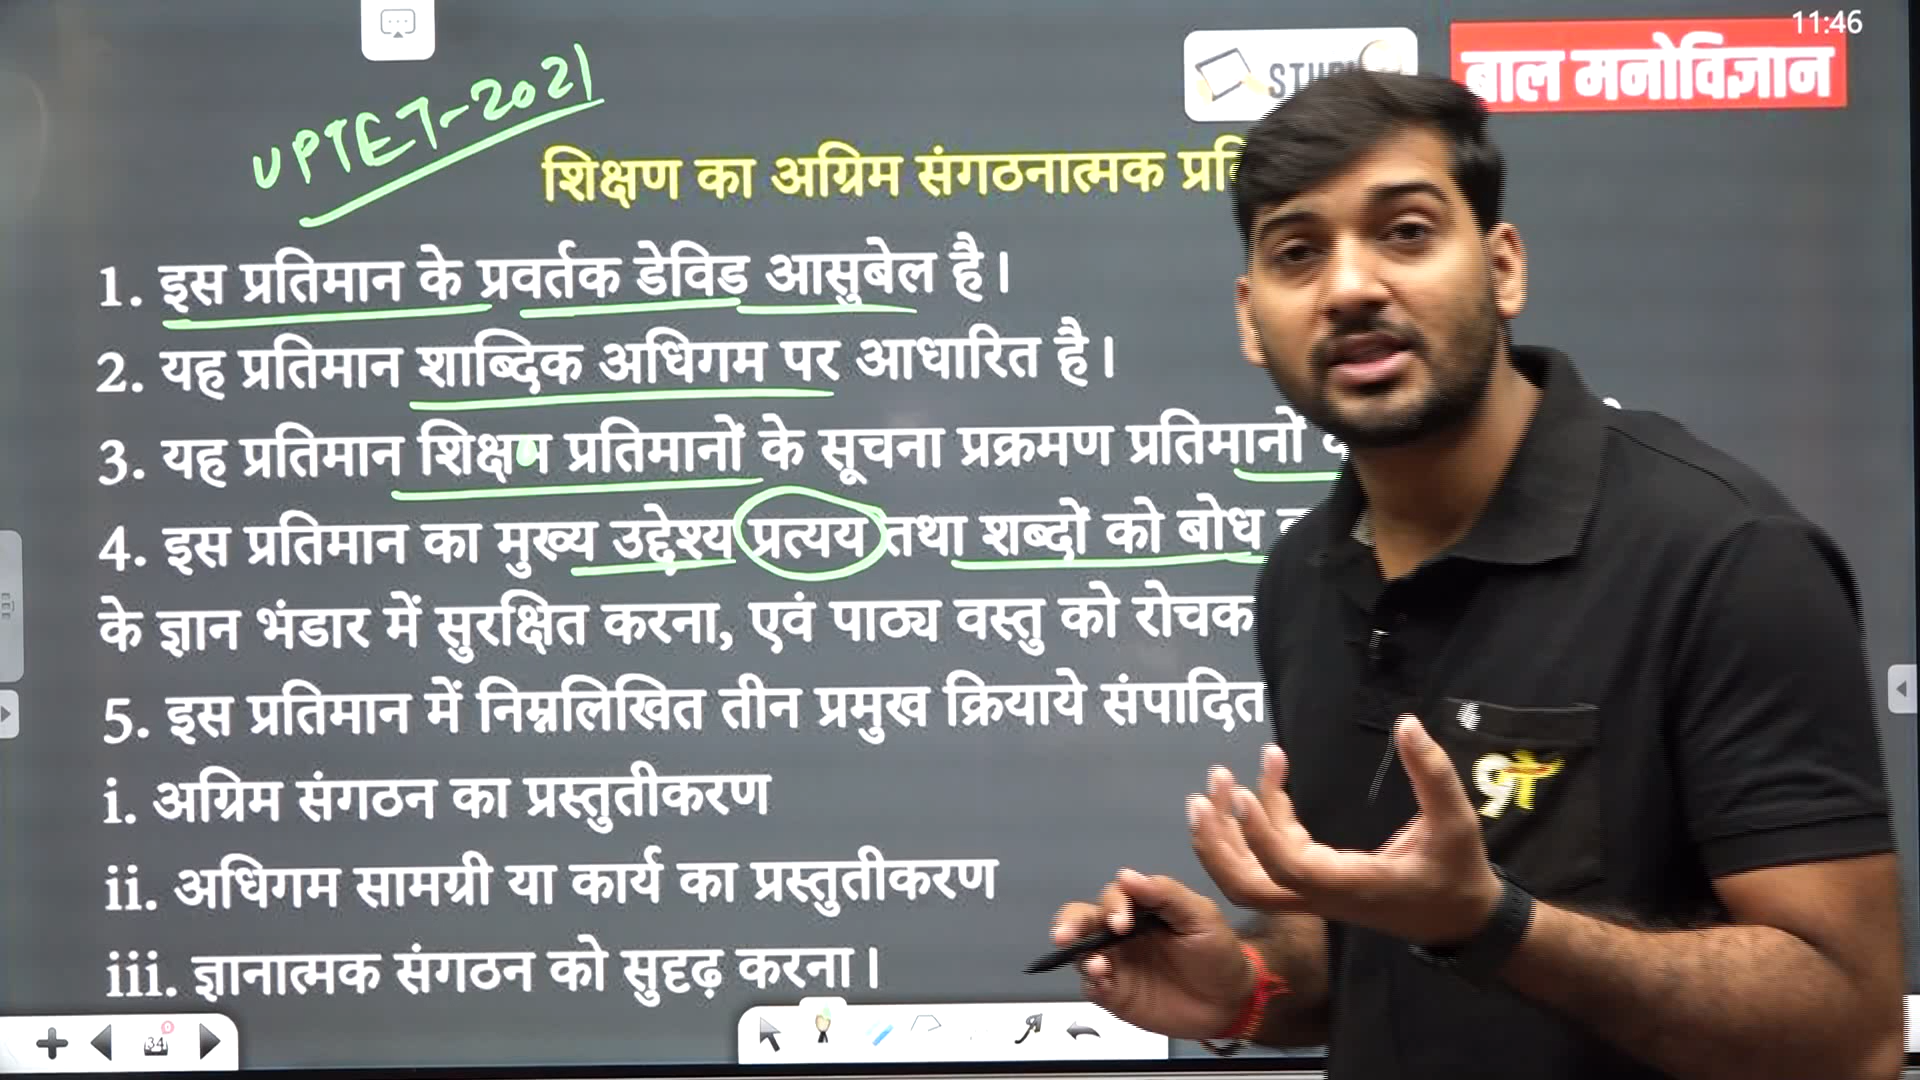 11:46
बाल मनोविज्ञान
UPTET-2021
शिक्षण का अग्रिम संगठनात्मक
1. इस प्रतिमान के प्रवर्तक डेविड आसुबेल है।
2. यह प्रतिमान शाब्दिक अधिगम पर आधारित है।
3. यह प्रतिमान शिक्षण प्रतिमानों के सूचना प्रक्रमण प्रतिमानों
4. इस प्रतिमान का मुख्य उद्देश्य प्रत्यय तथा शब्दों को बोध
के ज्ञान भंडार में सुरक्षित करना, एवं पाठ्य वस्तु को रोचक
5. इस प्रतिमान में निम्नलिखित तीन प्रमुख क्रियाये संपादित
i. अग्रिम संगठन का प्रस्तुतीकरण
ii. अधिगम सामग्री या कार्य का प्रस्तुतीकरण
iii. ज्ञानात्मक संगठन को सुदृढ़ करना।
34